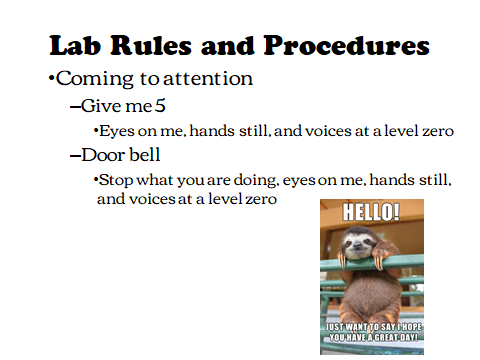 Lab Rules and Procedures
•Coming to attention
–Give me 5
•Eyes on me, hands still, and voices at a level zero
–Door bell
•Stop what you are doing, eyes on me, hands still,
and voices at a level zero
HELLO!
JUST WANT TO SAY I HOPE
YOU HAVE A GREAT DAY!